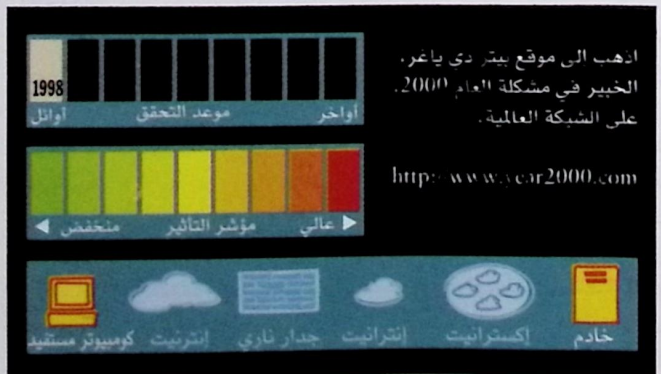 اذهب الى موقع بيتر دي ياغر،
الخبير في مشكلة العام 2000،
على الشبكة العالمية.
http://www.year2000.com
1998
أواخر موعد التحقق أوائل
عالي مؤشر التأثير منخفض
خادم إكسترانيت إنترانيت جدار ناري إنترنيت كومبيوتر مستفيد